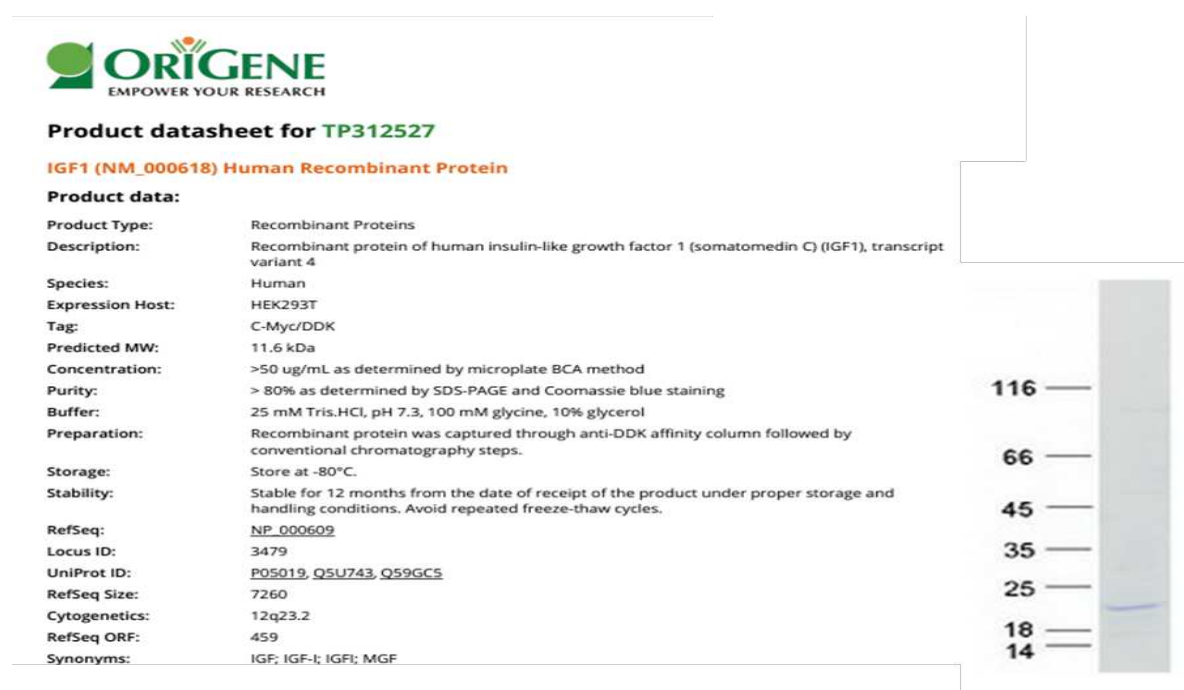 ORIGENE
EMPOWER YOUR RESEARCH
Product datasheet for TP312527
IGF1 (NM_000618) Human Recombinant Protein
Product data:
Product Type: Recombinant Proteins
Description: Recombinant protein of human insulin-like growth factor 1 (somatomedin C) (IGF1), transcript
variant 4
Species: Human
Expression Host: HEK293T
Tag: C-Myc/DDK
Predicted MW: 11.6 kDa
Concentration: >50 ug/mL as determined by microplate BCA method
Purity: > 80% as determined by SDS-PAGE and Coomassie blue staining
Buffer: 25 mM Tris.HCl, pH 7.3, 100 mM glycine, 10% glycerol
Preparation: Recombinant protein was captured through anti-DDK affinity column followed by
conventional chromatography steps.
Storage: Store at -80°C.
Stability: Stable for 12 months from the date of receipt of the product under proper storage and
handling conditions. Avoid repeated freeze-thaw cycles.
RefSeq: NP_000609
Locus ID: 3479
UniProt ID: P05019, Q5U743, Q59GC5
RefSeq Size: 7260
Cytogenetics: 12q23.2
RefSeq ORF: 459
Synonyms: IGF; IGF-I; IGFI; MGF
116
66
45
35
25
18
14